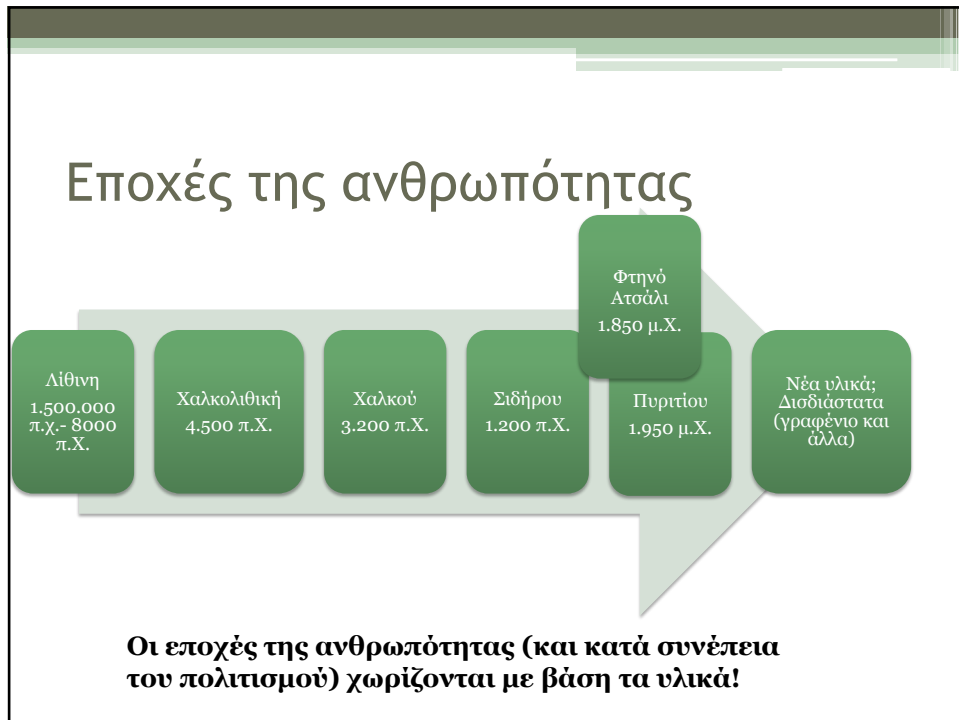 Εποχές της ανθρωπότητας
Λίθινη
1.500.000
π.χ.- 8000
π.Χ.
Χαλκολιθική
4.500 π.Χ.
Χαλκού
3.200 π.Χ.
Σιδήρου
1.200 π.Χ.
Φτηνό
Ατσάλι
1.850 μ.Χ.
Πυριτίου
1.950 μ.Χ.
Νέα υλικά;
Δισδιάστατα
(γραφένιο και
άλλα)
Οι εποχές της ανθρωπότητας (και κατά συνέπεια
του πολιτισμού) χωρίζονται με βάση τα υλικά!